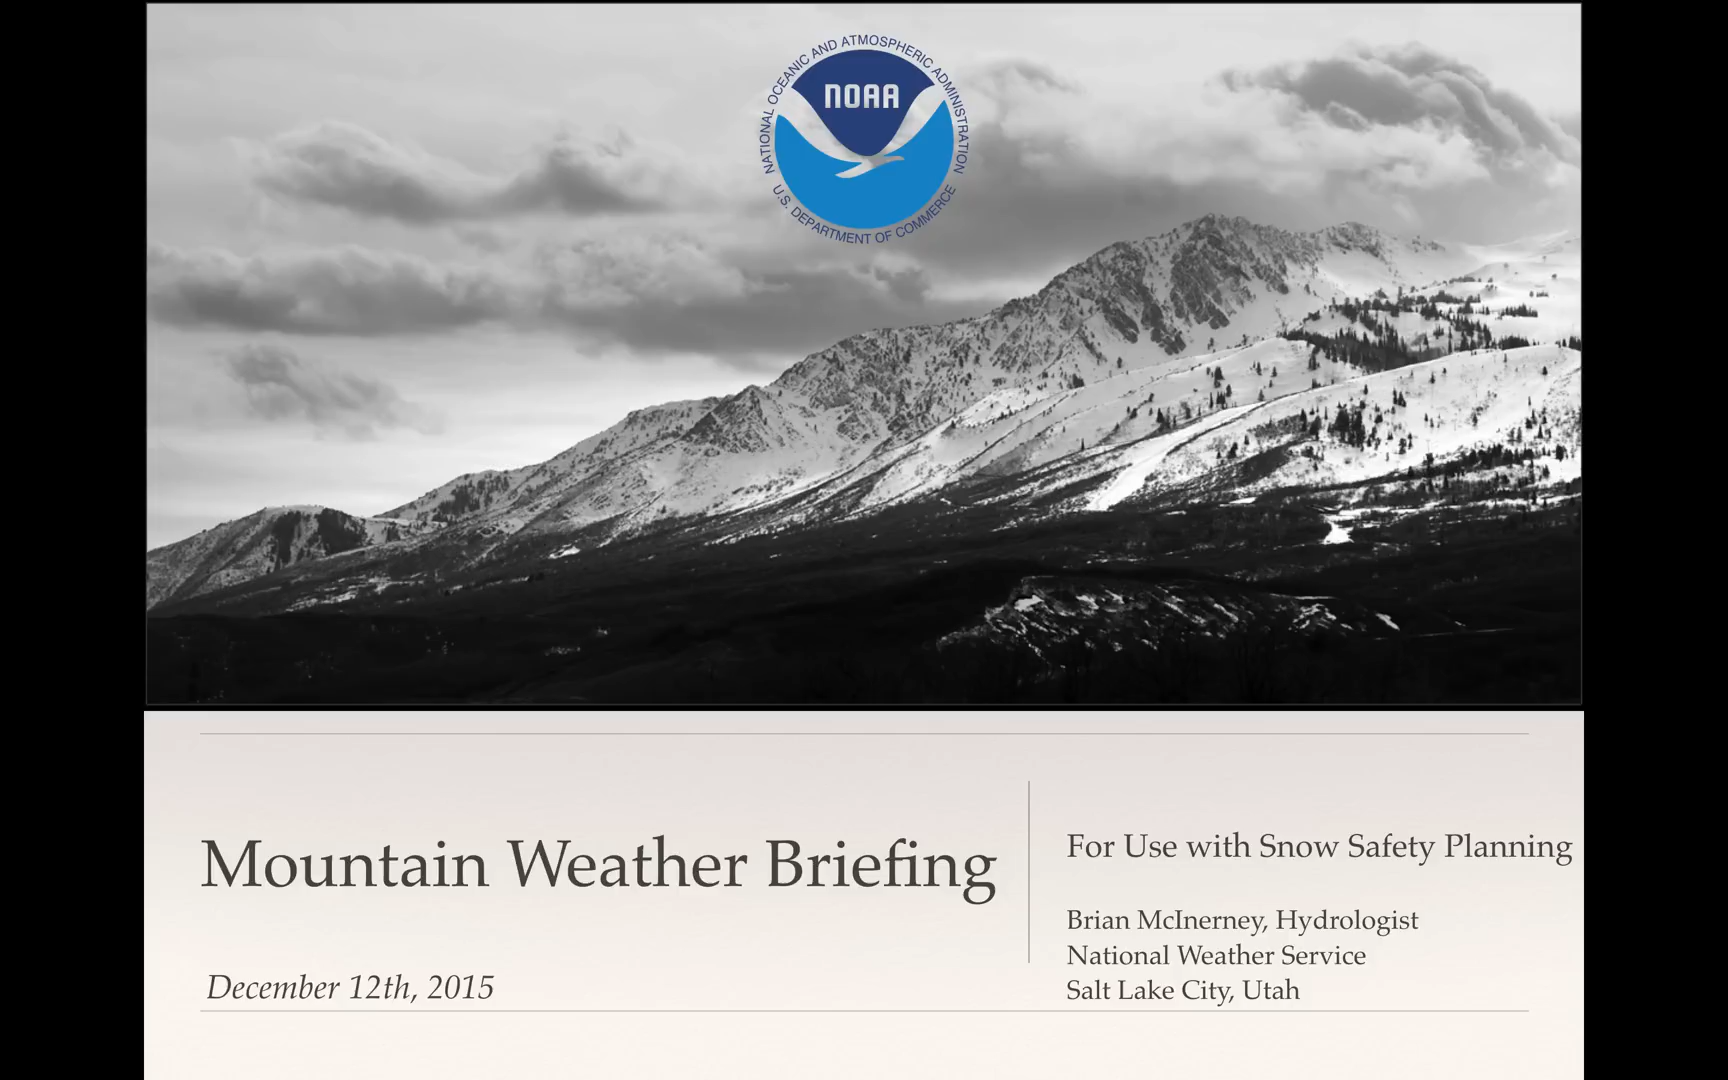 NATIONAL OCEANIC AND ATMOSPHERIC ADMINISTRATION
NOAA
U.S. DEPARTMENT OF COMMERCE
Mountain Weather Briefing
December 12th, 2015
For Use with Snow Safety Planning
Brian McInerney, Hydrologist
National Weather Service
Salt Lake City, Utah